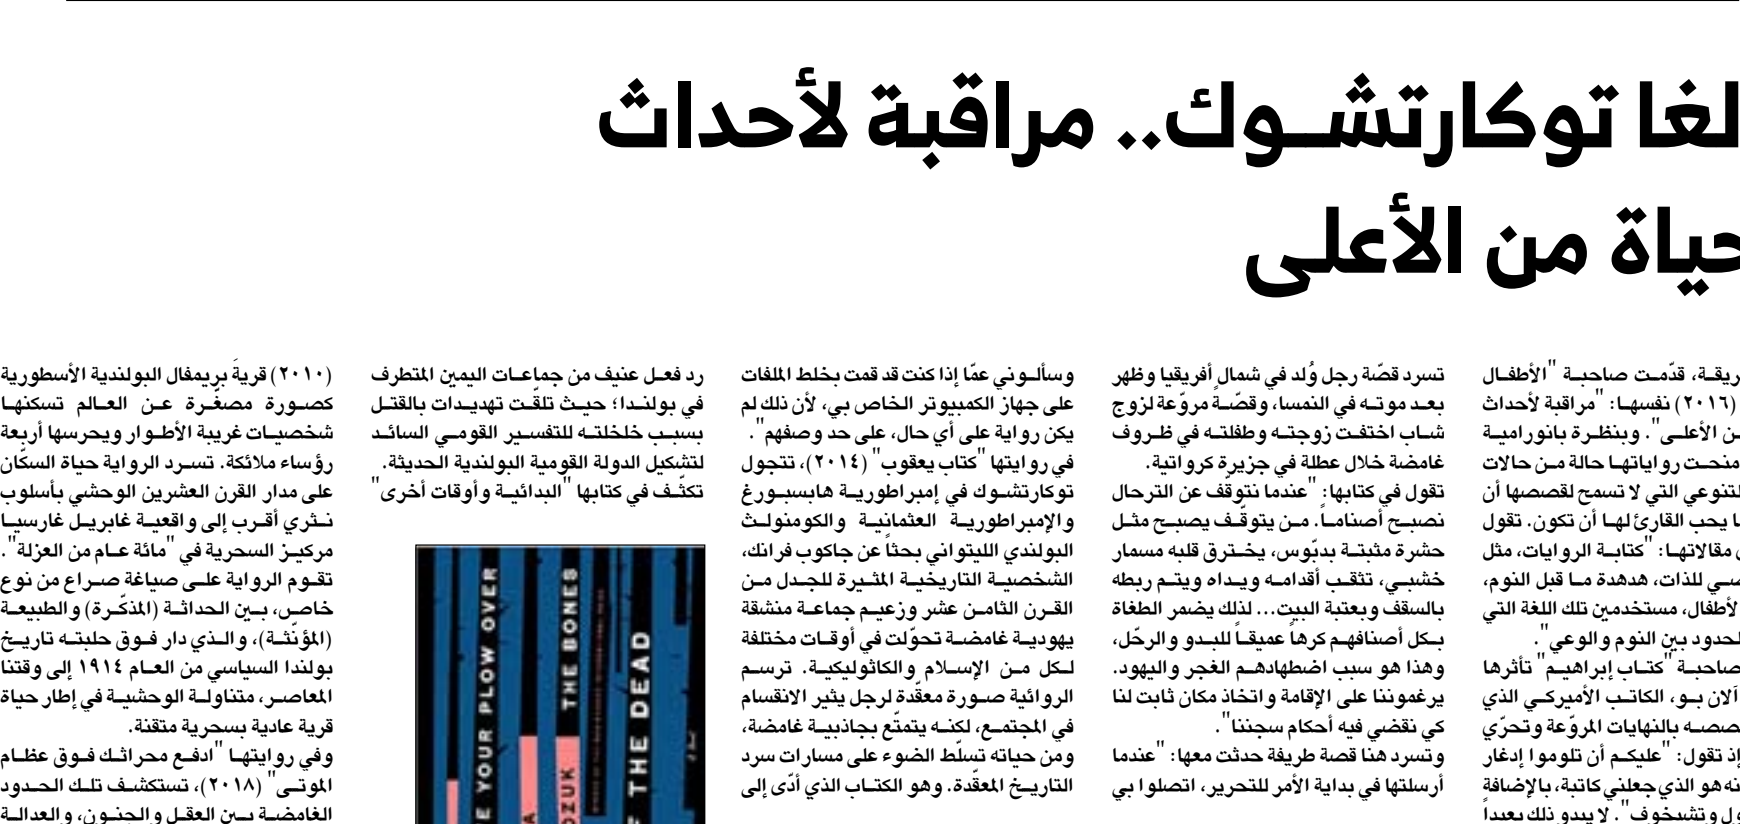 لغا توكارتشـوك.. مراقبة لأحداث
حياة من الأعلى
ريقـة، قدّمـت صاحبـة "الأطفـال
(٢٠١٦) نفسهـا: "مراقبة لأحداث
ـن الأعلـى". وبنظـرة بانوراميـة
منحـت رواياتهـا حالة مـن حالات
لتنوعي التي لا تسمح لقصصها أن
ـا يحب القارئ لهـا أن تكون. تقول
مقالاتهـا: "كتابـة الروايات، مثل
صـي للذات، هدهدة مـا قبل النوم،
لأطفال، مستخدمين تلك اللغة التي
لحدود بين النوم والوعي".
صاحبـة "كتـاب إبراهيـم" تأثرها
آلان بـو، الكاتـب الأميركـي الذي
صصـه بالنهايات المروّعة وتحرّي
إذ تقول: "عليكـم أن تلوموا إدغار
نه هو الذي جعلني كاتبة، بالإضافة
ول وتشيخوف". لا يبدو ذلك بعيداً
تسرد قصّة رجل وُلد في شمال أفريقيا وظهر
بعـد موتـه في النمسا، وقصّـة مروّعة لزوج
شـاب اختفـت زوجتـه وطفلتـه في ظـروف
غامضة خلال عطلة في جزيرة كرواتية.
تقول في كتابها: "عندما نتوقّف عن الترحال
نصبـح أصنامـاً. مـن يتوقّـف يصبـح مثـل
حشرة مثبتـة بدبّوس، يختـرق قلبه مسمار
خشبـي، تثقـب أقدامـه ويـداه ويتـم ربطه
بالسقف وبعتبة البيت... لذلك يضمر الطغاة
بـكل أصنافهـم كرهاً عميقـاً للبـدو والرحّل،
وهذا هو سبب اضطهادهـم الغجر واليهود.
يرغموننا على الإقامة واتخاذ مكان ثابت لنا
كي نقضي فيه أحكام سجننا".
وتسرد هنا قصة طريفة حدثت معها: "عندما
أرسلتها في بداية الأمر للتحرير، اتصلوا بي
وسألـوني عمّا إذا كنت قد قمت بخلط الملفات
على جهاز الكمبيوتر الخاص بي، لأن ذلك لم
يكن رواية على أي حال، على حد وصفهم".
في روايتها "كتاب يعقوب" (٢٠١٤)، تتجول
توكارتشـوك في إمبراطوريـة هابسبـورغ
والإمبراطوريـة العثمانيـة والكومنولـث
البولندي الليتواني بحثاً عن جاكوب فرانك،
الشخصيـة التاريخيـة المثـيرة للجـدل مـن
القـرن الثامـن عشر وزعيـم جماعـة منشقة
يهوديـة غامضـة تحوّلت في أوقـات مختلفة
لـكل مـن الإسـلام والكاثوليكيـة. ترسـم
الروائية صـورة معقّدة لرجل يثير الانقسام
في المجتمـع، لكنـه يتمتّع بجاذبيـة غامضة،
ومن حياته تسلّط الضوء على مسارات سرد
التاريـخ المعقّدة. وهو الكتـاب الذي أدّى إلى
رد فعـل عنيف من جماعـات اليمين المتطرف
في بولنـدا؛ حيـث تلقّـت تهديـدات بالقتـل
بسبـب خلخلتـه للتفسـير القومـي السائـد
لتشكيل الدولة القومية البولندية الحديثة.
تكثّـف في كتابها "البدائيـة وأوقات أخرى"
E YOUR PLOW OVER
THE BONES
F THE DEAD
(٢٠١٠) قريةَ بريمفال البولندية الأسطورية
كصـورة مصغّـرة عـن العالـم تسكنهـا
شخصيـات غريبة الأطـوار ويحرسها أربعة
رؤساء ملائكة. تسـرد الرواية حياة السكّان
على مدار القرن العشرين الوحشي بأسلوب
نـثري أقـرب إلى واقعيـة غابريـل غارسيـا
مركيـز السحرية في "مائة عـام من العزلة".
تقـوم الرواية علـى صياغة صـراع من نوع
خاص، بـين الحداثـة (المذكّـرة) والطبيعـة
(المؤنّثـة)، والـذي دار فـوق حلبتـه تاريـخ
بولندا السياسي من العـام ١٩١٤ إلى وقتنا
المعاصـر، متناولـة الوحشيـة في إطار حياة
قرية عادية بسحرية متقنة.
وفي روايتهـا "ادفـع محراثـك فـوق عظـام
الموتـى" (٢٠١٨)، تستكشـف تلـك الحـدود
الغامضـة بـين العقـل والجنـون، والعدالـة